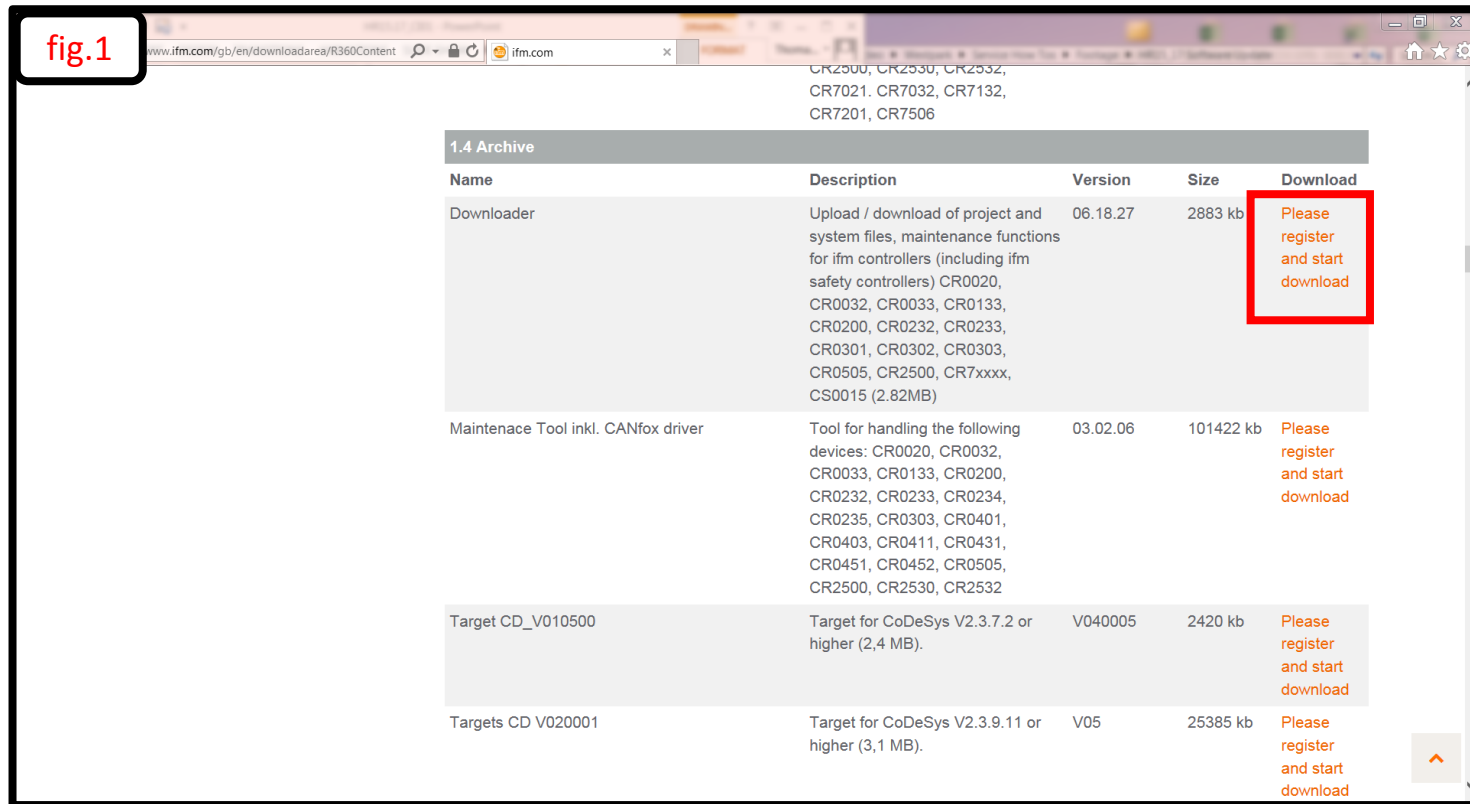 fig.1
www.ifm.com/gb/en/downloadarea/R360Content
ifm.com
CR2500, CR2530, CR2532,
CR7021. CR7032, CR7132,
CR7201, CR7506
1.4 Archive
Name Description Version Size Download
Downloader Upload / download of project and 06.18.27 2883 kb Please
system files, maintenance functions register
for ifm controllers (including ifm and start
safety controllers) CR0020, download
CR0032, CR0033, CR0133,
CR0200, CR0232, CR0233,
CR0301, CR0302, CR0303,
CR0505, CR2500, CR7xxxx,
CS0015 (2.82MB)
Maintenace Tool inkl. CANfox driver Tool for handling the following 03.02.06 101422 kb Please
devices: CR0020, CR0032, register
CR0033, CR0133, CR0200, and start
CR0232, CR0233, CR0234, download
CR0235, CR0303, CR0401,
CR0403, CR0411, CR0431,
CR0451, CR0452, CR0505,
CR2500, CR2530, CR2532
Target CD_V010500 Target for CoDeSys V2.3.7.2 or V040005 2420 kb Please
higher (2,4 MB). register
and start
download
Targets CD V020001 Target for CoDeSys V2.3.9.11 or V05 25385 kb Please
higher (3,1 MB). register
and start
download